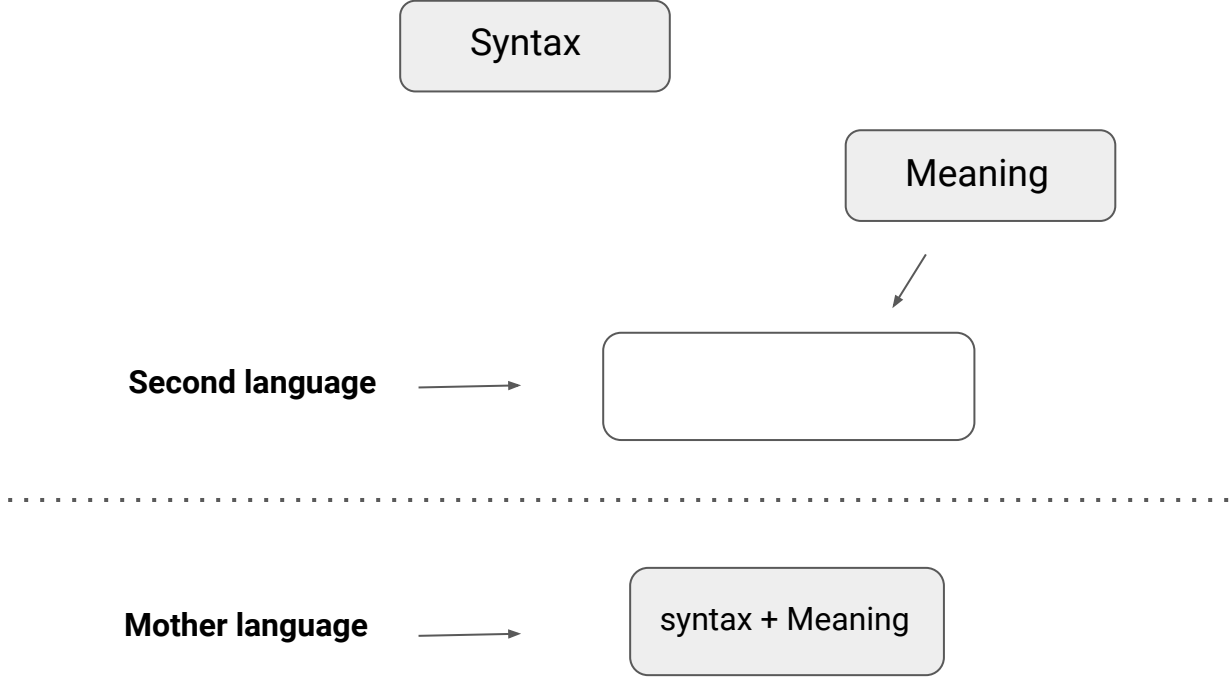 Syntax
Meaning
Second language
Mother language
syntax + Meaning